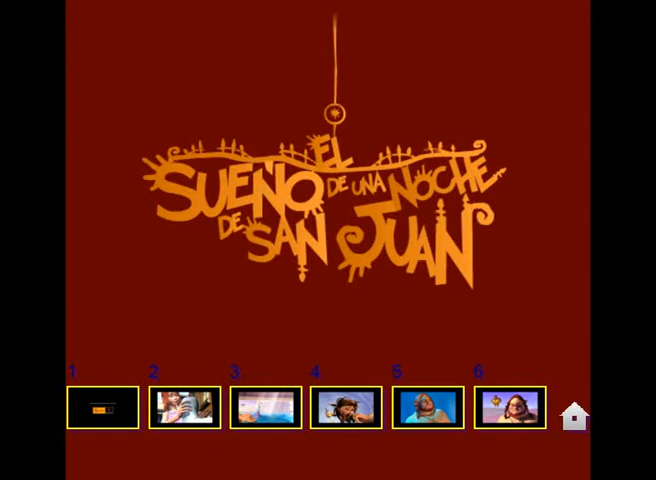 EL
SUEÑO DE UNA NOCHE
DE SAN JUAN
1 2 3 4 5 6